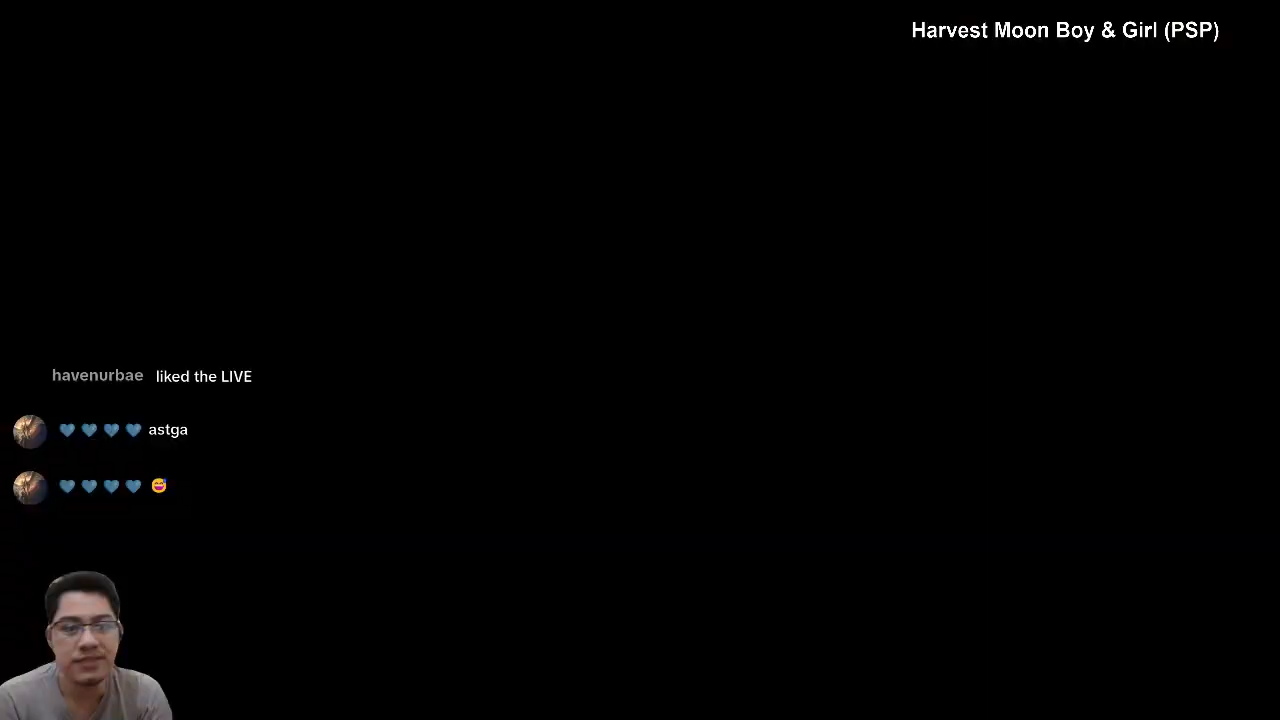 Harvest Moon Boy & Girl (PSP)
havenurbae liked the LIVE
💙 💙 💙 💙 astga
💙 💙 💙 💙 😅